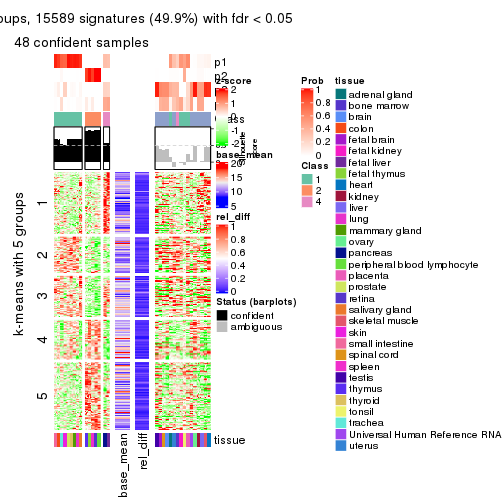 oups, 15589 signatures (49.9%) with fdr < 0.05
48 confident samples
p1
p2
z-score
2
1
0
-1
-2
base_mean
20
15
10
5
rel_diff
1
0.8
0.6
0.4
0.2
0
Status (barplots)
confident
ambiguous
Prob
1
0.8
0.6
0.4
0.2
0
Class
1
2
4
tissue
adrenal gland
bone marrow
brain
colon
fetal brain
fetal kidney
fetal liver
fetal thymus
heart
kidney
liver
lung
mammary gland
ovary
pancreas
peripheral blood lymphocyte
placenta
prostate
retina
salivary gland
skeletal muscle
skin
small intestine
spinal cord
spleen
testis
thymus
thyroid
tonsil
trachea
Universal Human Reference RNA
uterus
k-means with 5 groups
1
2
3
4
5
tissue
base_mean
rel_diff
score